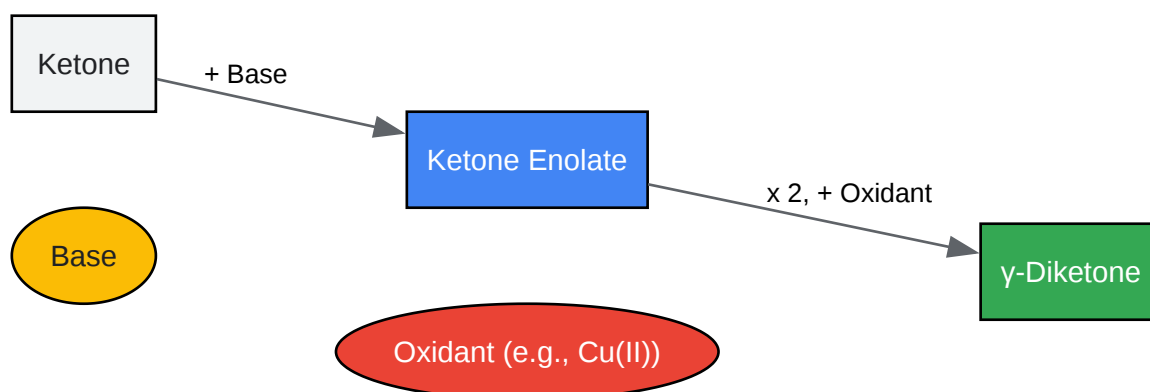 Ketone
+ Base
Ketone Enolate
x 2, + Oxidant
Base
γ-Diketone
Oxidant (e.g., Cu(II))